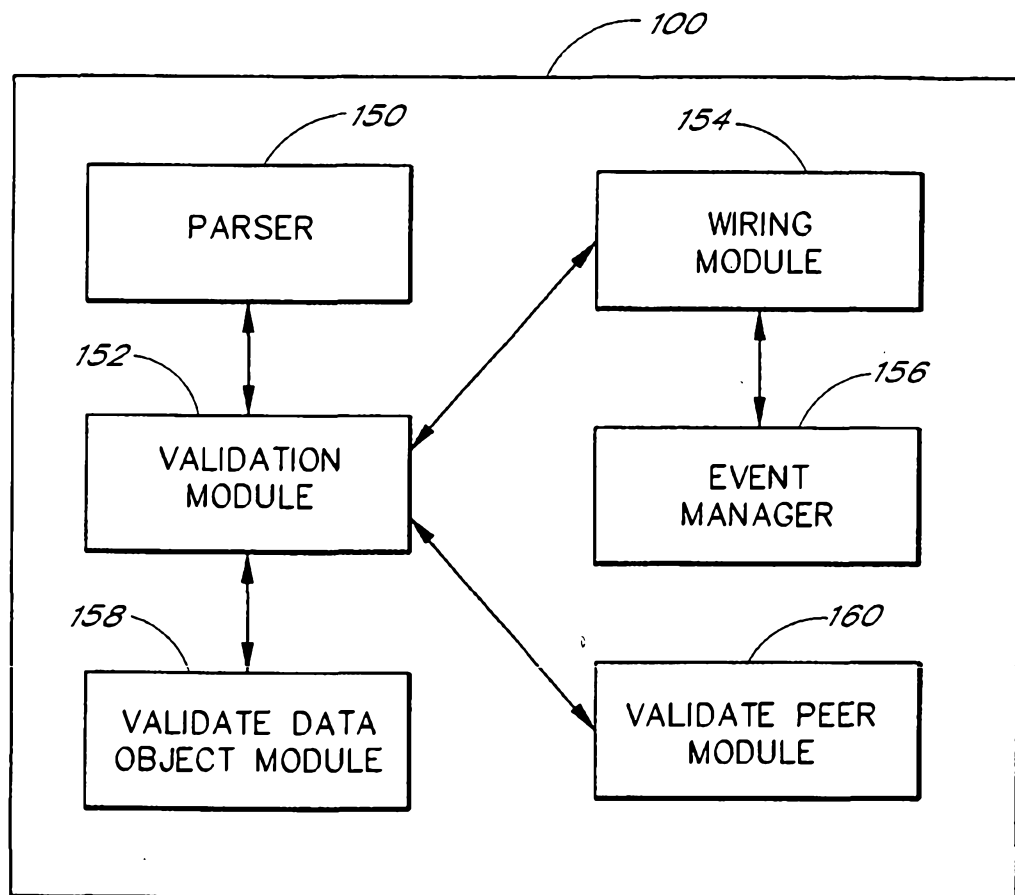 100
150
PARSER
154
WIRING
MODULE
152
VALIDATION
MODULE
156
EVENT
MANAGER
158
VALIDATE DATA
OBJECT MODULE
160
VALIDATE PEER
MODULE